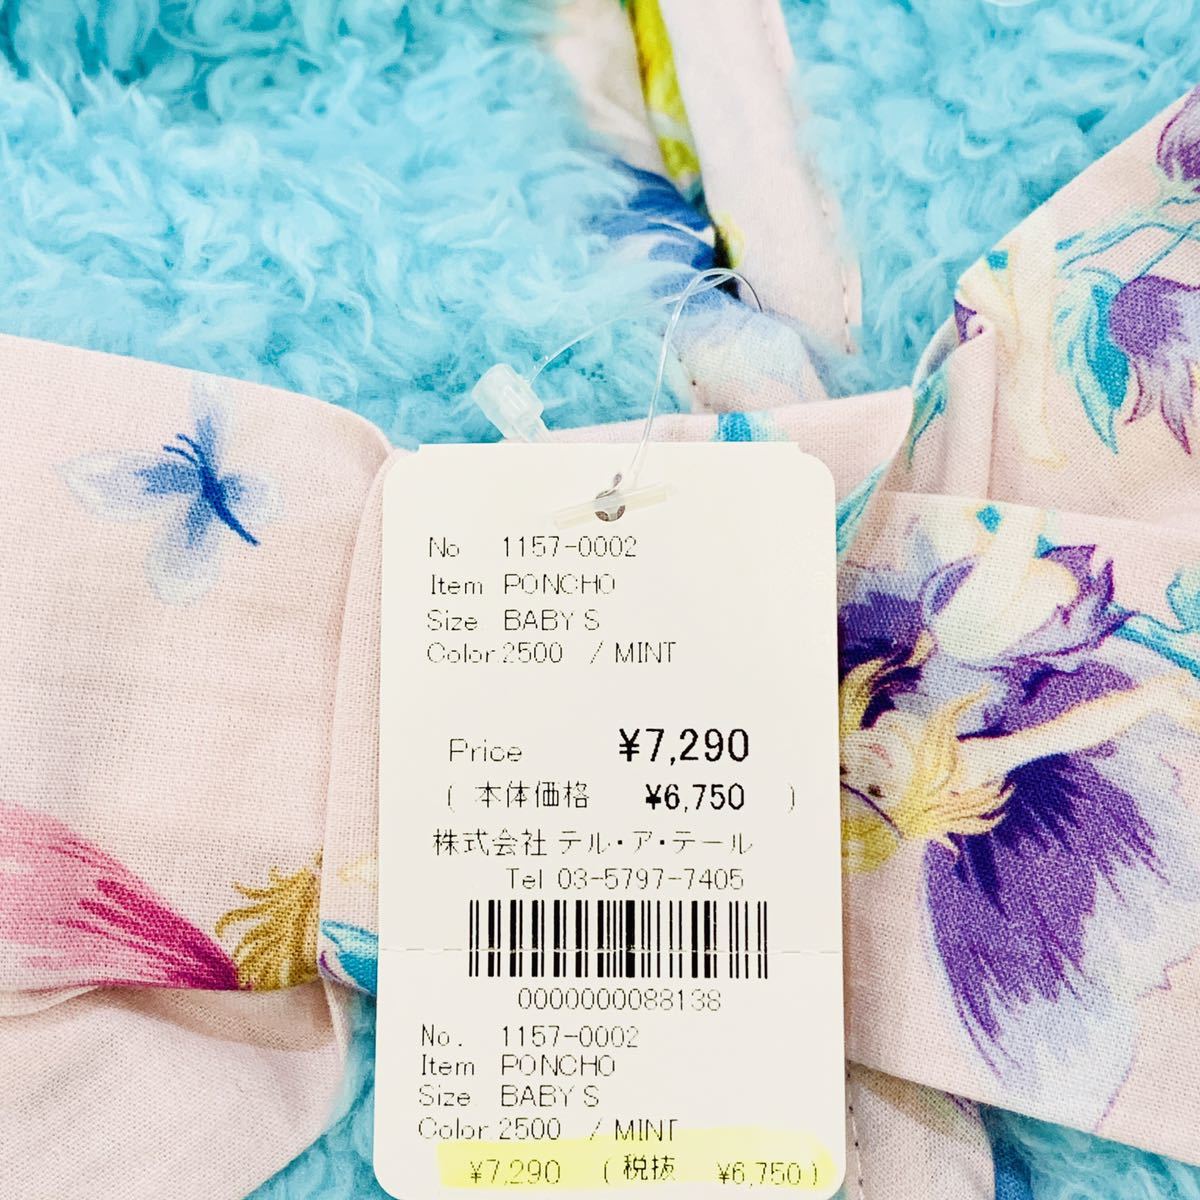 No 1157-0002
Item PONCHO
Size BABY S
Color.2500 / MINT
Price ¥7,290
( 本体価格 ¥6,750 )
株式会社 テル・ア・テール
Tel 03-5797-7405
0000000088138
No. 1157-0002
Item PONCHO
Size BABY S
Color.2500 / MINT
¥7,290 ( 税抜 ¥6,750 )